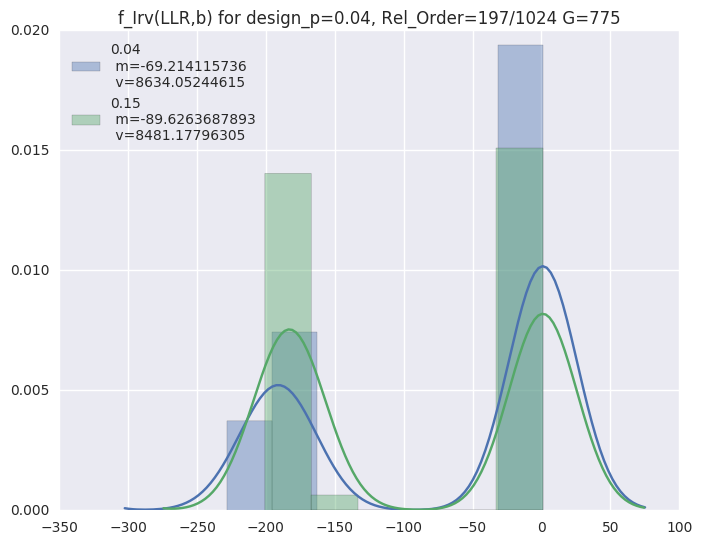 f_Irv(LLR,b) for design_p=0.04, Rel_Order=197/1024 G=775
0.04
m=-69.214115736
v=8634.05244615
0.15
m=-89.6263687893
v=8481.17796305
0.020
0.015
0.010
0.005
0.000
−350 −300 −250 −200 −150 −100 −50 0 50 100